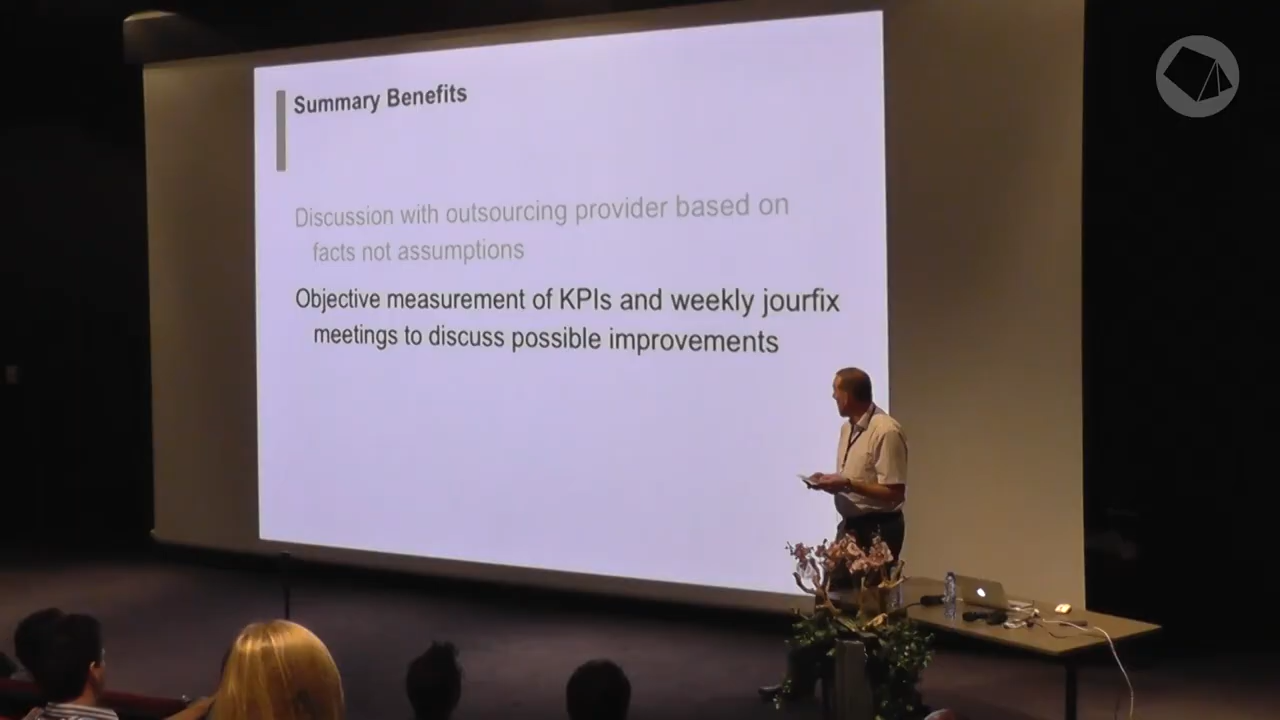 Summary Benefits
Discussion with outsourcing provider based on
facts not assumptions
Objective measurement of KPIs and weekly jourfix
meetings to discuss possible improvements